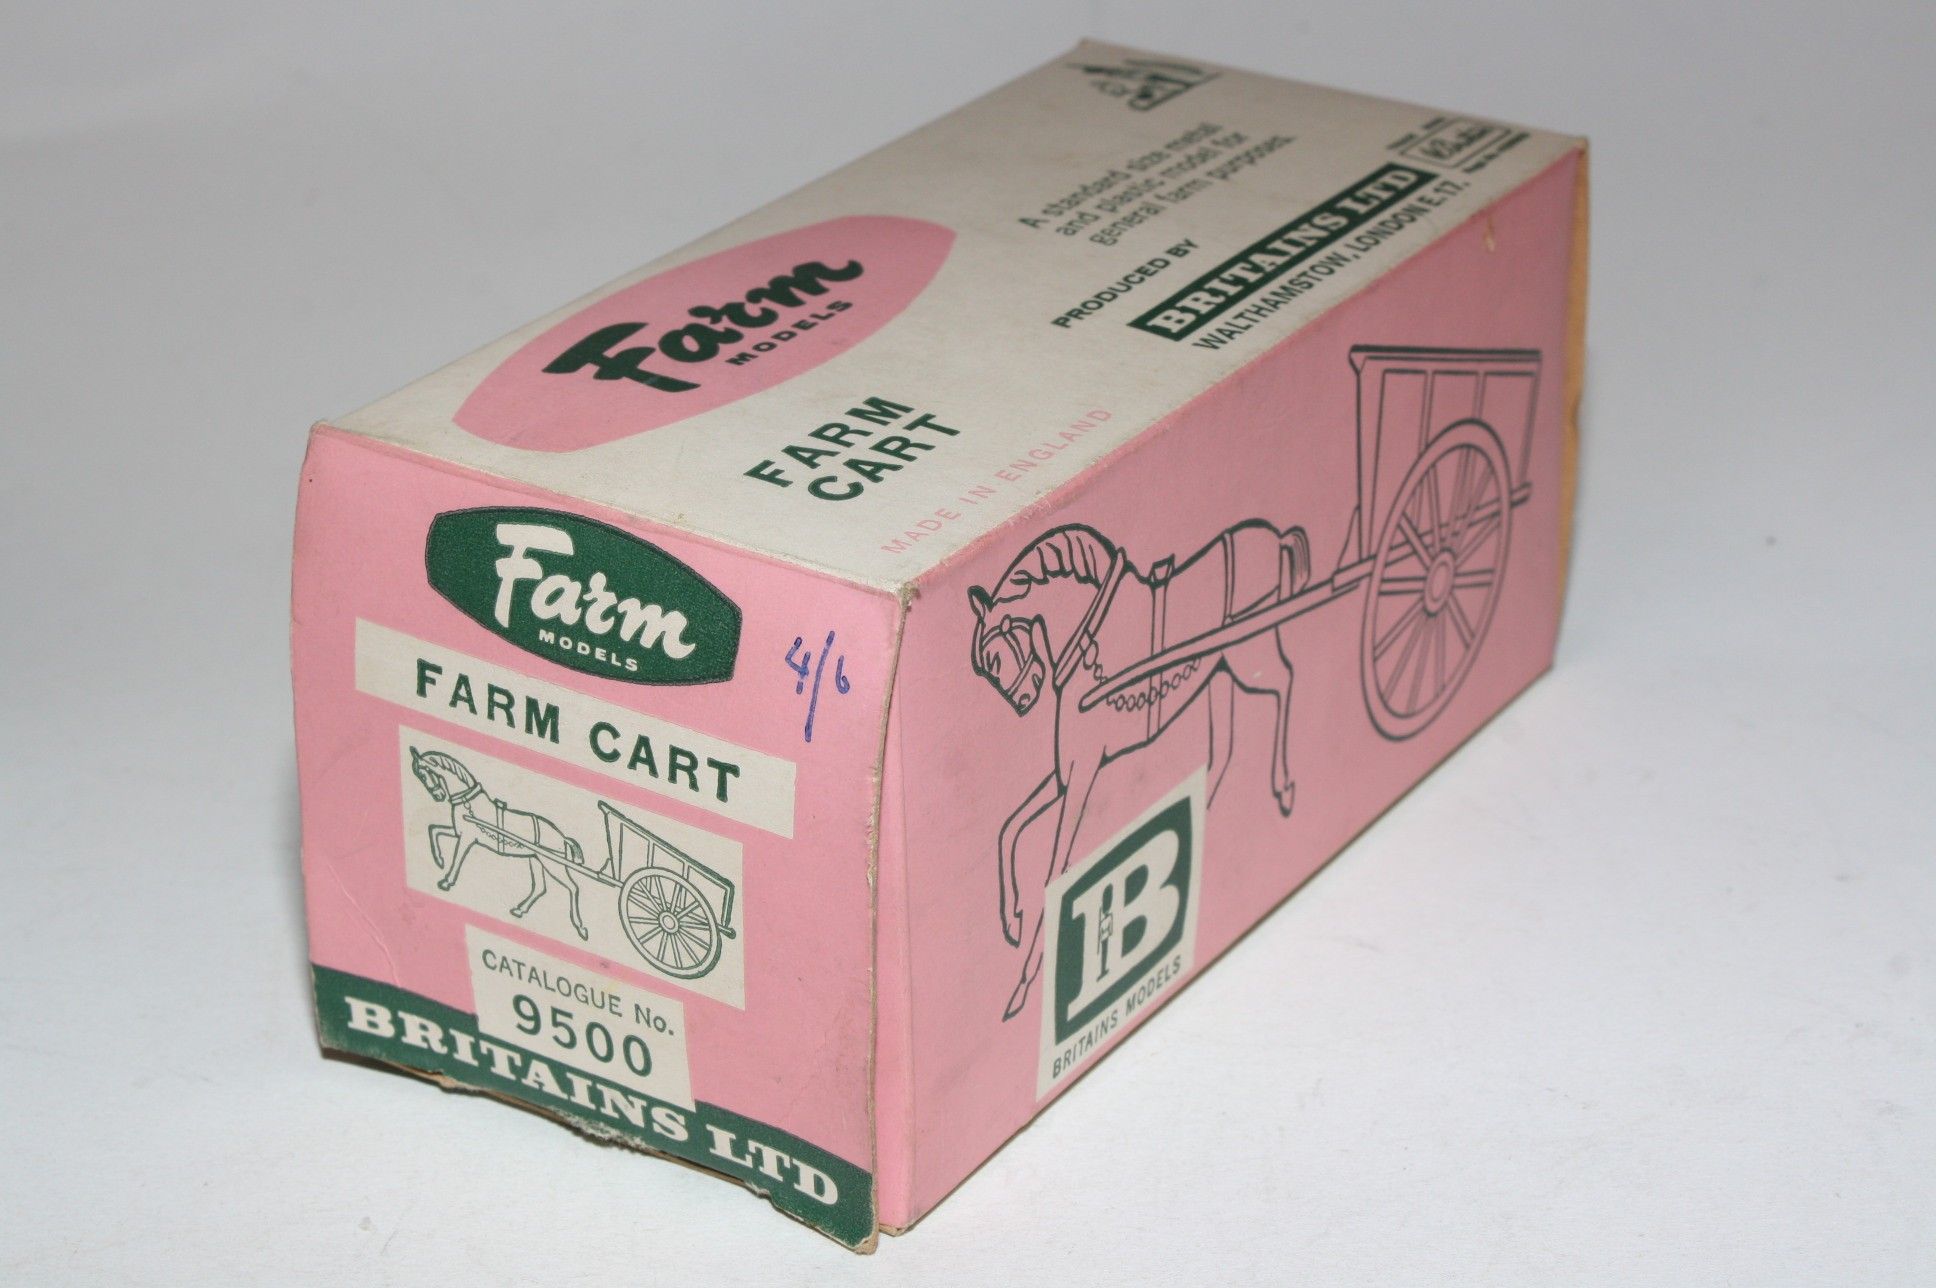 Farm
MODELS
FARM
CART
MADE IN ENGLAND
A standard size metal
and plastic model for
general farm purposes.
PRODUCED BY
BRITAINS LTD
WALTHAMSTOW, LONDON E.17.
Farm
MODELS
4/6
FARM CART
CATALOGUE No.
9500
BRITAINS LTD
B
BRITAINS MODELS